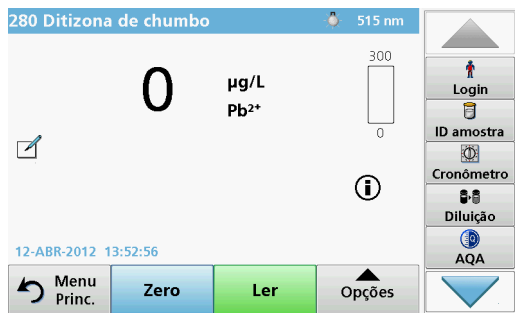 280 Ditizona de chumbo
515 nm
300
0
µg/L
Pb²⁺
0
12-ABR-2012 13:52:56
Menu
Princ.
Zero
Ler
Opções
Login
ID amostra
Cronômetro
Diluição
AQA